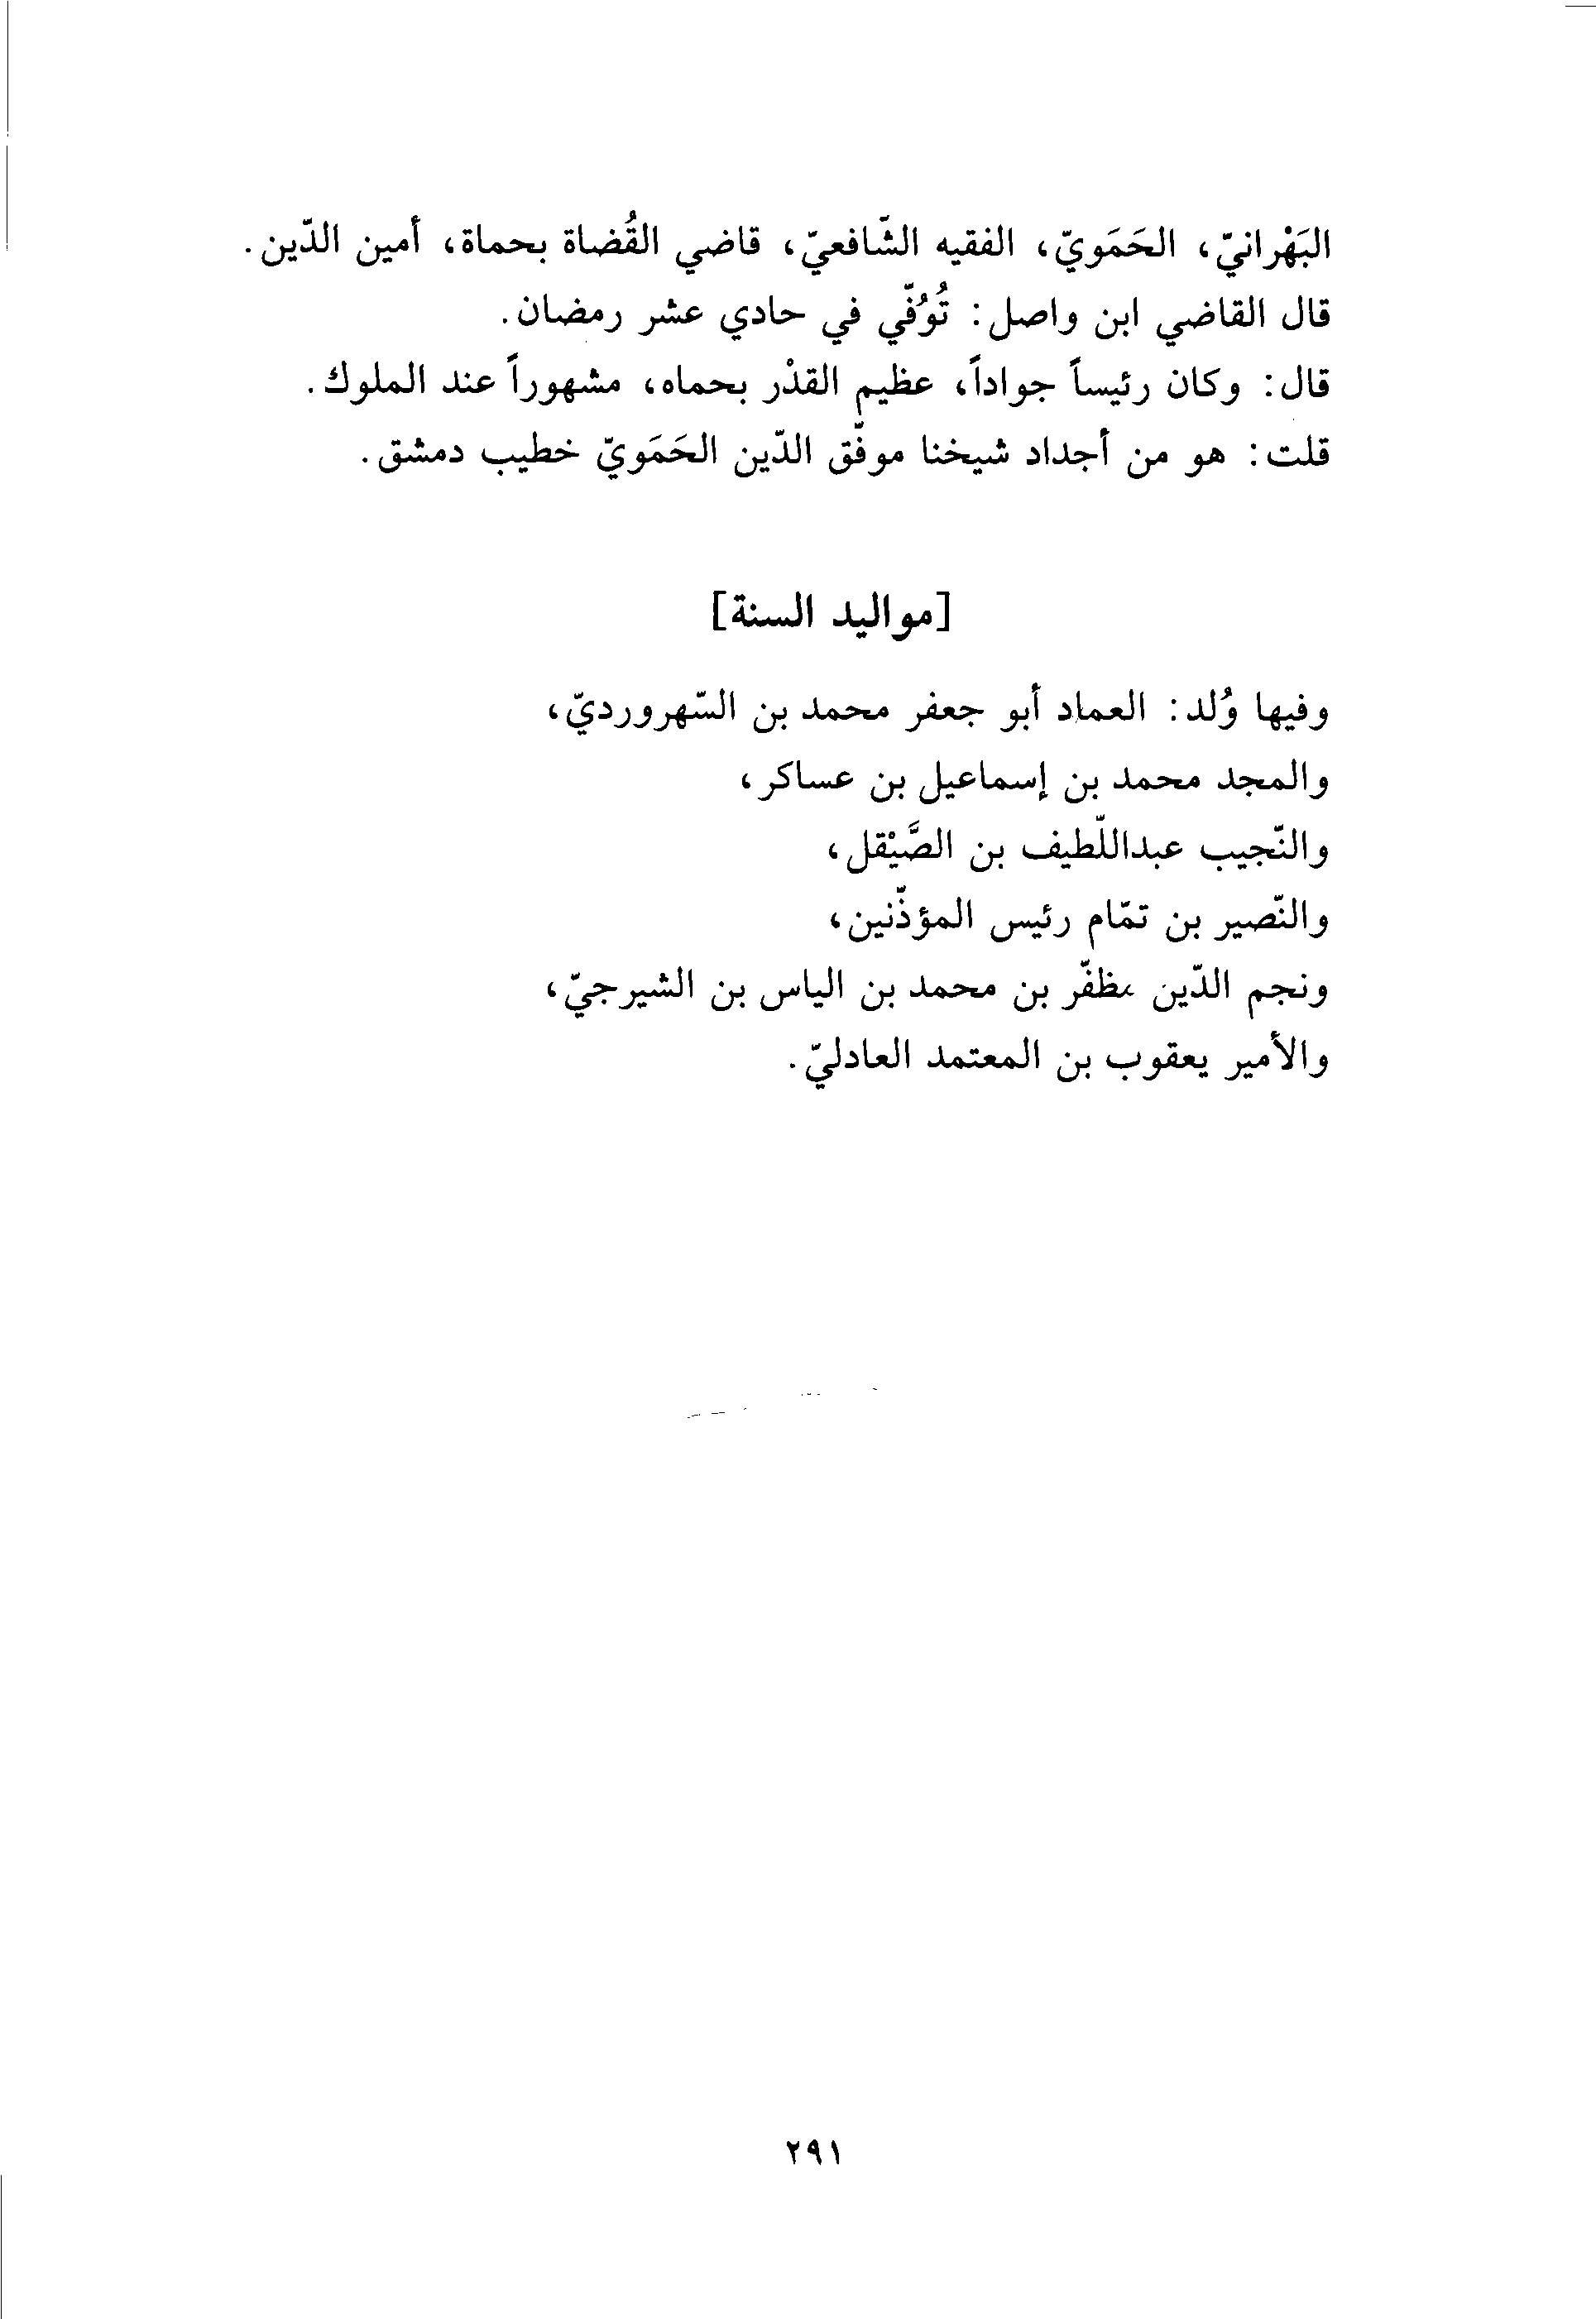 البَهْرانيّ، الحَمَويّ، الفقيه الشّافعيّ، قاضي القُضاة بحماة، أمين الدّين.
قال القاضي ابن واصل: تُوُفّي في حادي عشر رمضان.
قال: وكان رئيساً جواداً، عظيم القدْر بحماه، مشهوراً عند الملوك.
قلت: هو من أجداد شيخنا موفّق الدّين الحَمَويّ خطيب دمشق.
[مواليد السنة]
وفيها وُلد: العماد أبو جعفر محمد بن السّهرورديّ،
والمجد محمد بن إسماعيل بن عساكر،
والنّجيب عبداللّطيف بن الصَّيْقل،
والنّصير بن تمّام رئيس المؤذّنين،
ونجم الدّين مظفّر بن محمد بن الياس بن الشيرجيّ،
والأمير يعقوب بن المعتمد العادليّ.
٢٩١